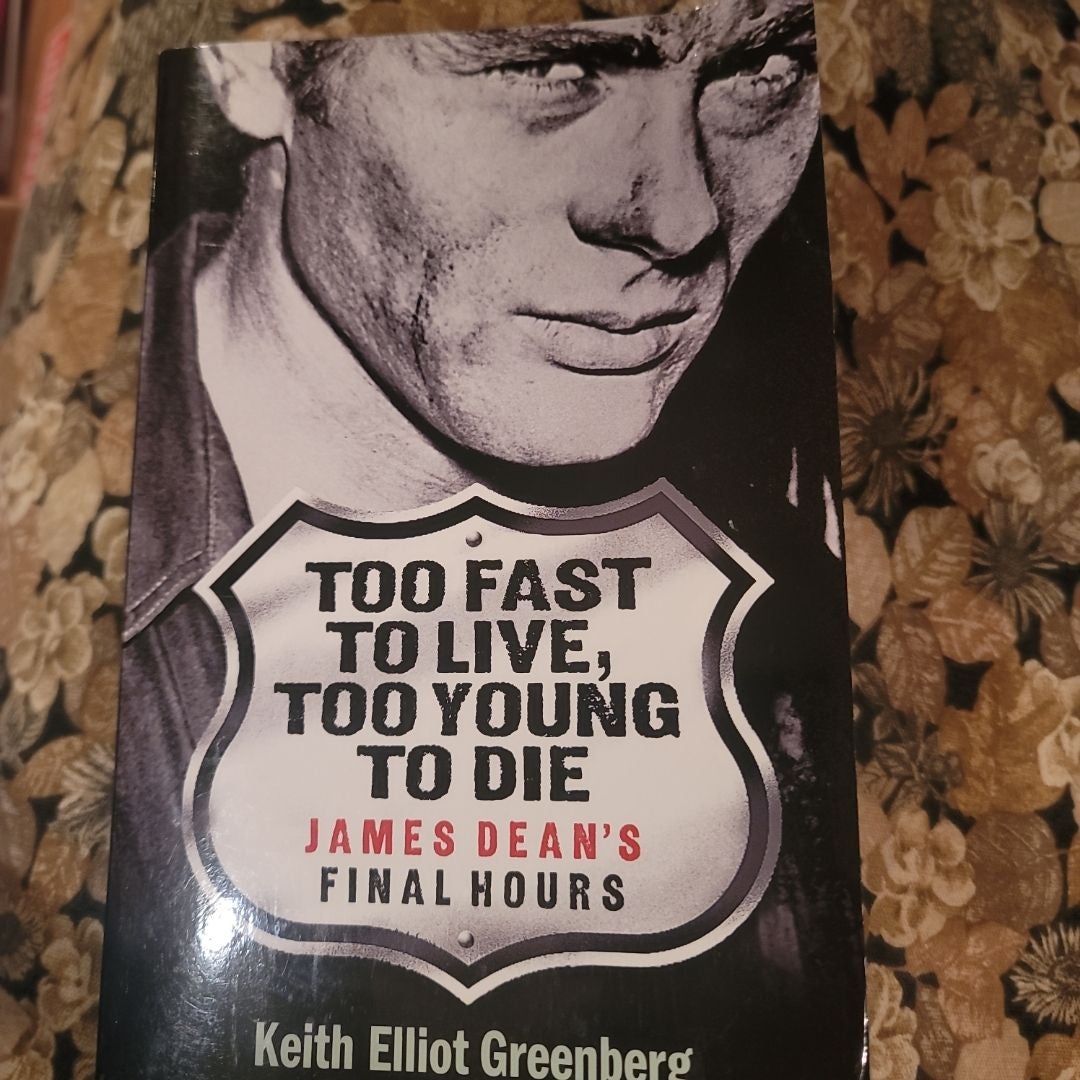 TOO FAST
TO LIVE,
TOO YOUNG
TO DIE
JAMES DEAN'S
FINAL HOURS
Keith Elliot Greenberg